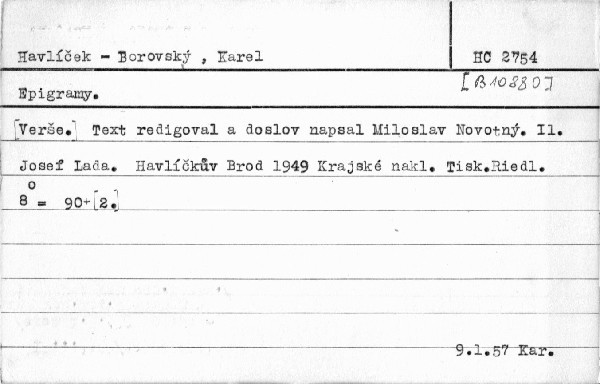 Havlíček - Borovský , Karel HC 2754
Epigramy. [B10880]
[Verše.] Text redigoval a doslov napsal Miloslav Novotný. Il.
Josef Lada. Havlíčkův Brod 1949 Krajské nakl. Tisk.Riedl.
8° = 90+[2.]
9.1.57 Kar.